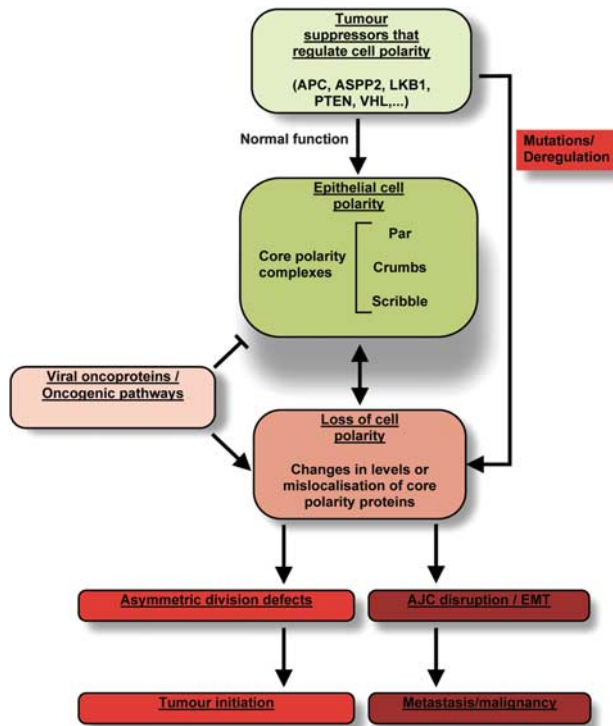 Tumour
suppressors that
regulate cell polarity
(APC, ASPP2, LKB1,
PTEN, VHL,...)
Normal function
Mutations/
Deregulation
Epithelial cell
polarity
Core polarity
complexes
Par
Crumbs
Scribble
Viral oncoproteins /
Oncogenic pathways
Loss of cell
polarity
Changes in levels or
mislocalisation of core
polarity proteins
Asymmetric division defects
AJC disruption / EMT
Tumour initiation
Metastasis/malignancy